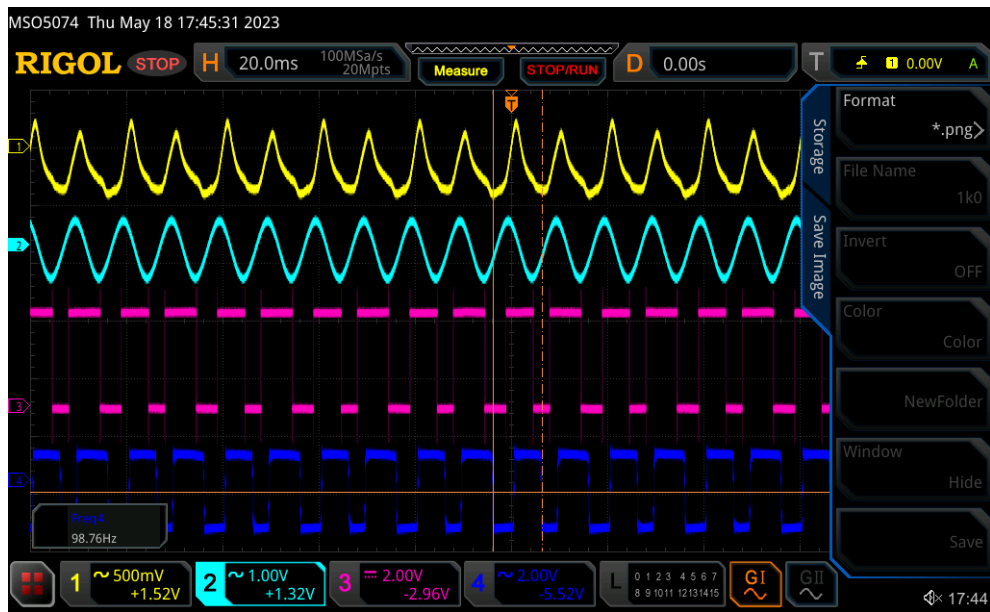 MSO5074 Thu May 18 17:45:31 2023
RIGOL STOP H 20.0ms 100MSa/s 20Mpts Measure STOP/RUN D 0.00s T 1 0.00V A
T
1
2
3
4
Storage
Save Image
Format
*.png>
File Name
1k0
Invert
OFF
Color
Color
NewFolder
Window
Hide
Save
Freq4
98.76Hz
1 500mV +1.52V
2 1.00V +1.32V
3 2.00V -2.96V
4 2.00V -5.52V
L 0 1 2 3 4 5 6 7
8 9 10 11 12 13 14 15
GI
GII
17:44